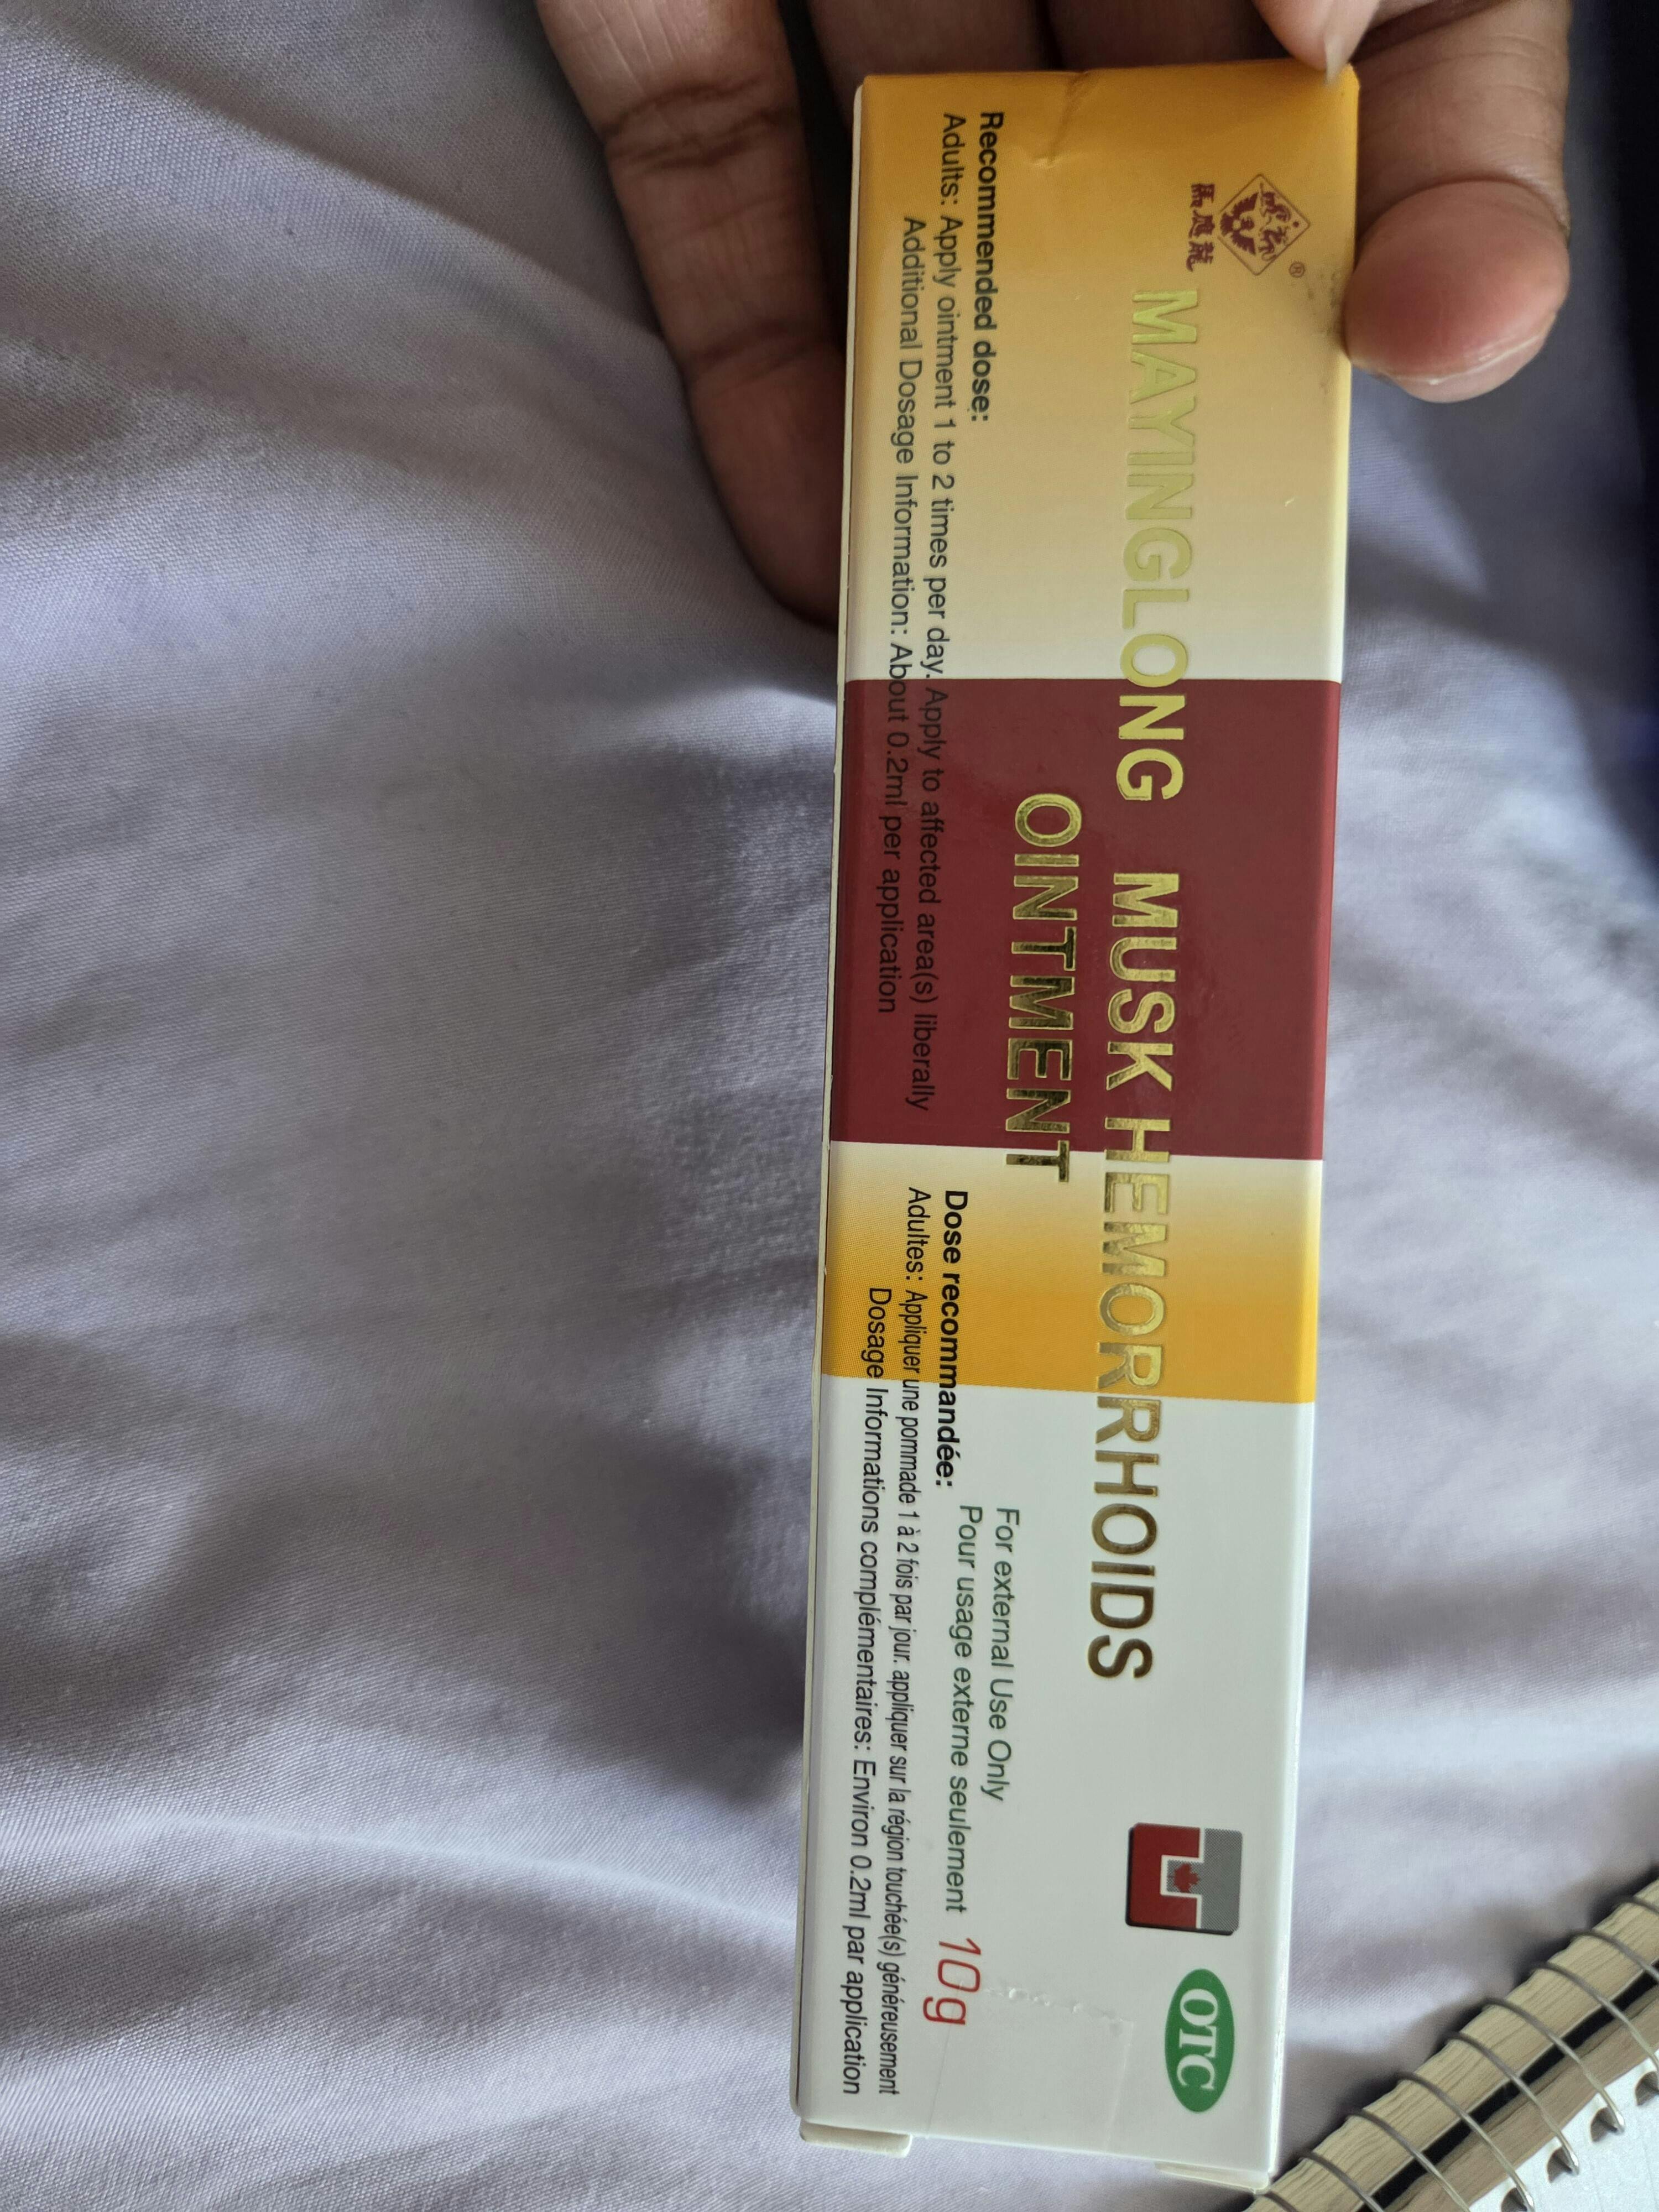 馬應龍
®
MAYINGLONG MUSK HEMORRHOIDS
OINTMENT
OTC
For external Use Only
Pour usage externe seulement
10g
Recommended dose:
Adults: Apply ointment 1 to 2 times per day. Apply to affected area(s) liberally
Additional Dosage Information: About 0.2ml per application
Dose recommandée:
Adultes: Appliquer une pommade 1 à 2 fois par jour. appliquer sur la région touchée(s) généreusement
Dosage Informations complémentaires: Environ 0.2ml par application